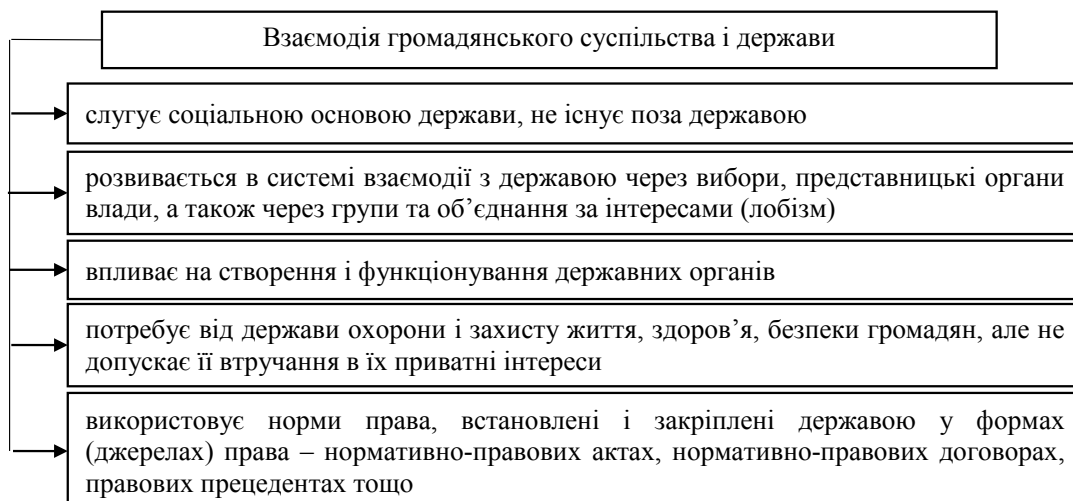 Взаємодія громадянського суспільства і держави
слугує соціальною основою держави, не існує поза державою
розвивається в системі взаємодії з державою через вибори, представницькі органи
влади, а також через групи та об’єднання за інтересами (лобізм)
впливає на створення і функціонування державних органів
потребує від держави охорони і захисту життя, здоров’я, безпеки громадян, але не
допускає її втручання в їх приватні інтереси
використовує норми права, встановлені і закріплені державою у формах
(джерелах) права – нормативно-правових актах, нормативно-правових договорах,
правових прецедентах тощо